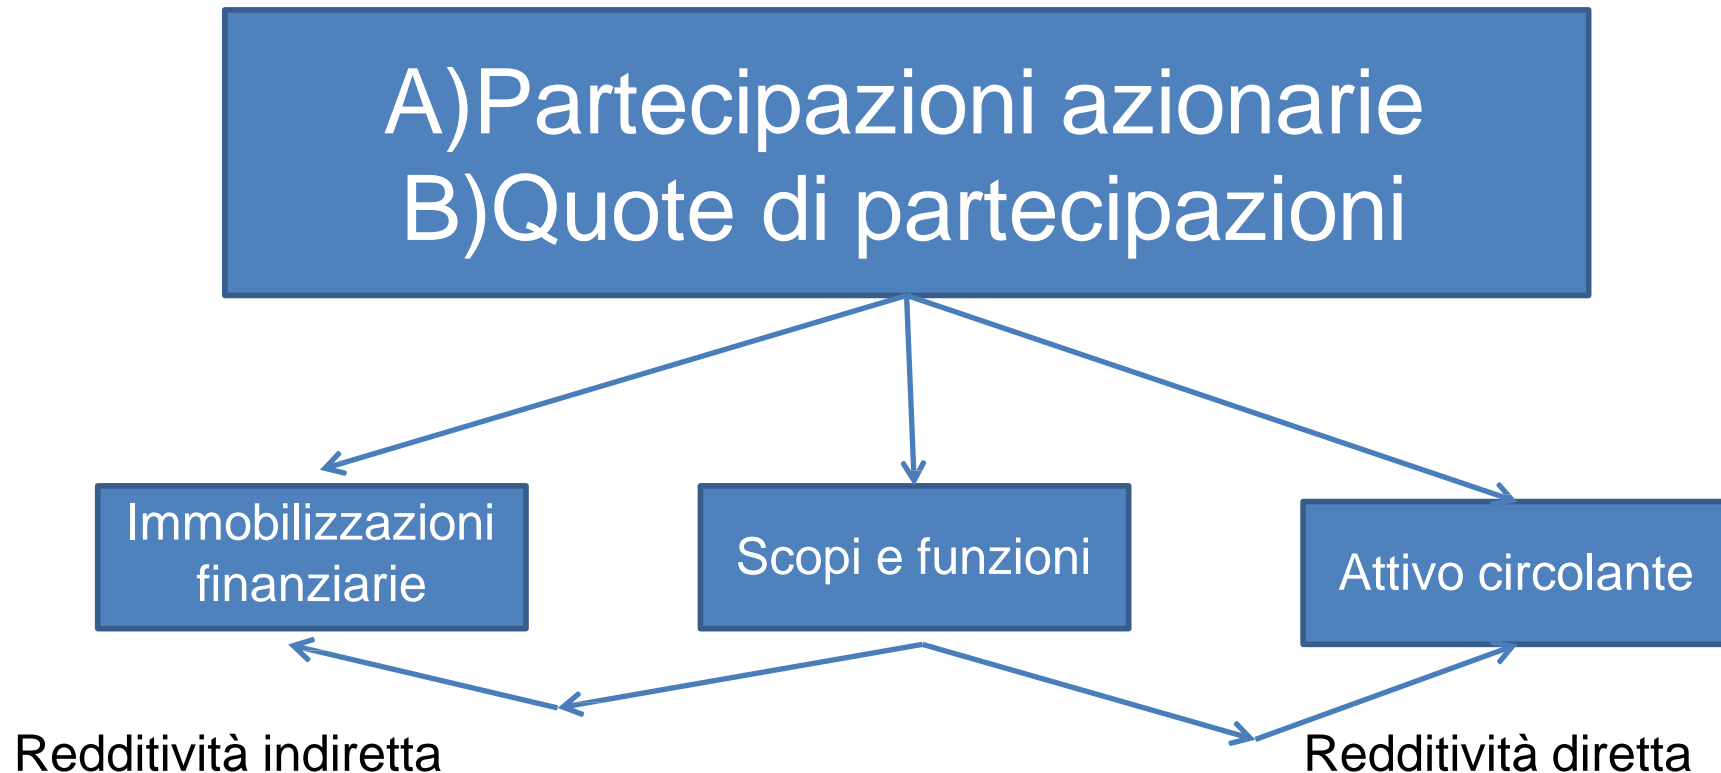 A)Partecipazioni azionarie
B)Quote di partecipazioni
Immobilizzazioni
finanziarie
Scopi e funzioni
Attivo circolante
Redditività indiretta
Redditività diretta